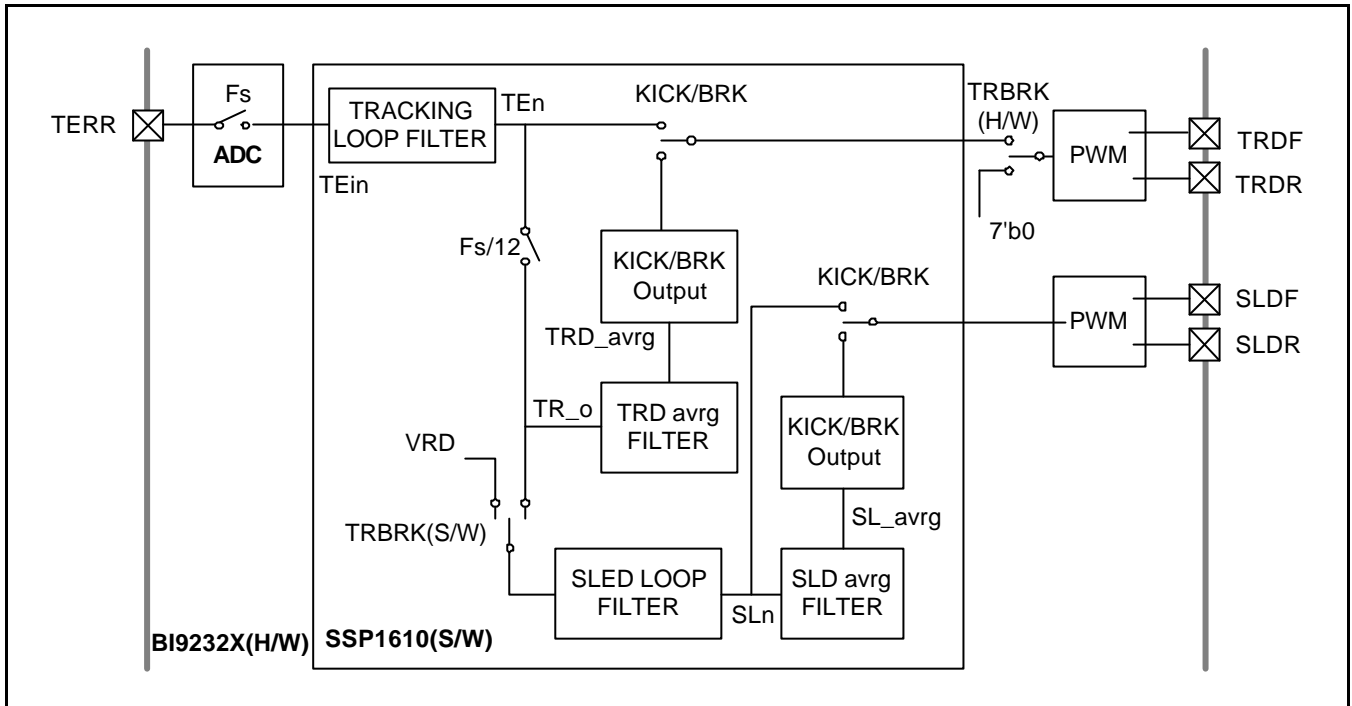 Fs
TERR
ADC
TRACKING
LOOP FILTER
TEn
TEin
KICK/BRK
TRBRK
(H/W)
PWM
TRDF
TRDR
7'b0
Fs/12
KICK/BRK
Output
KICK/BRK
PWM
SLDF
SLDR
TRD_avrg
TR_o
TRD avrg
FILTER
KICK/BRK
Output
VRD
TRBRK(S/W)
SL_avrg
SLED LOOP
FILTER
SLn
SLD avrg
FILTER
BI9232X(H/W)
SSP1610(S/W)